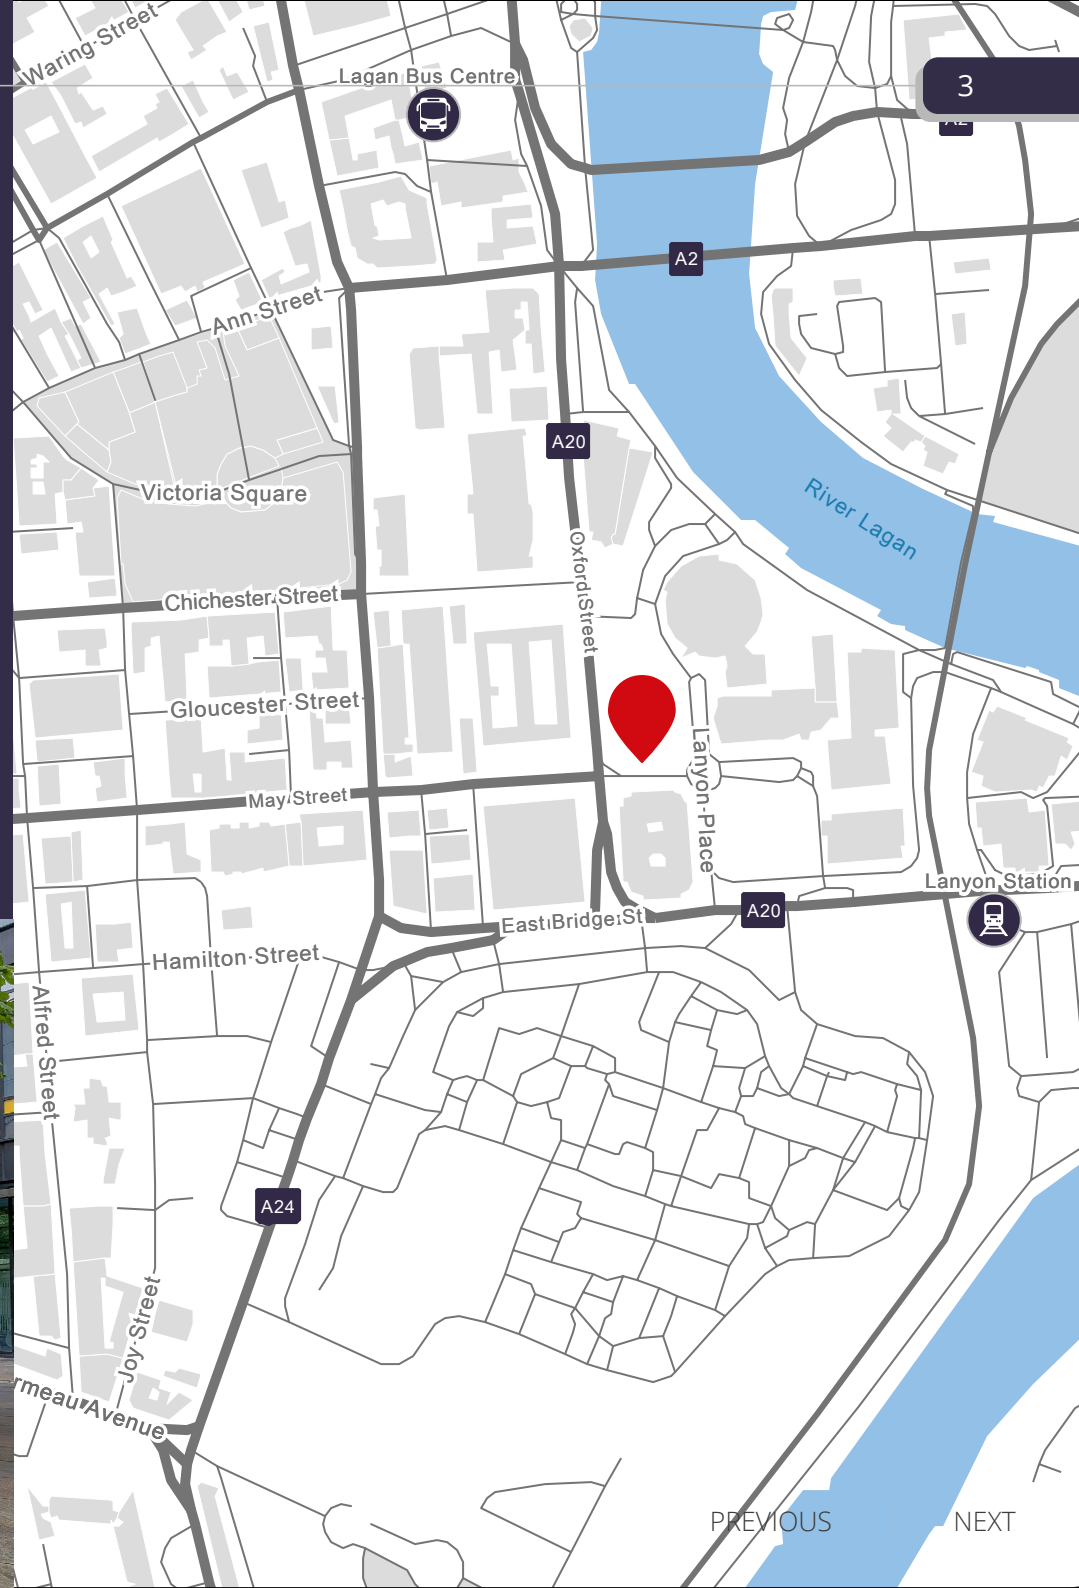 Waring Street
Lagan Bus Centre
3
A2
A2
Ann Street
A20
Victoria Square
River Lagan
Oxford Street
Chichester Street
Gloucester Street
Lanyon Place
May Street
Lanyon Station
A20
East Bridge St
Hamilton Street
Alfred Street
A24
Joy Street
rmeau Avenue
PREVIOUS
NEXT